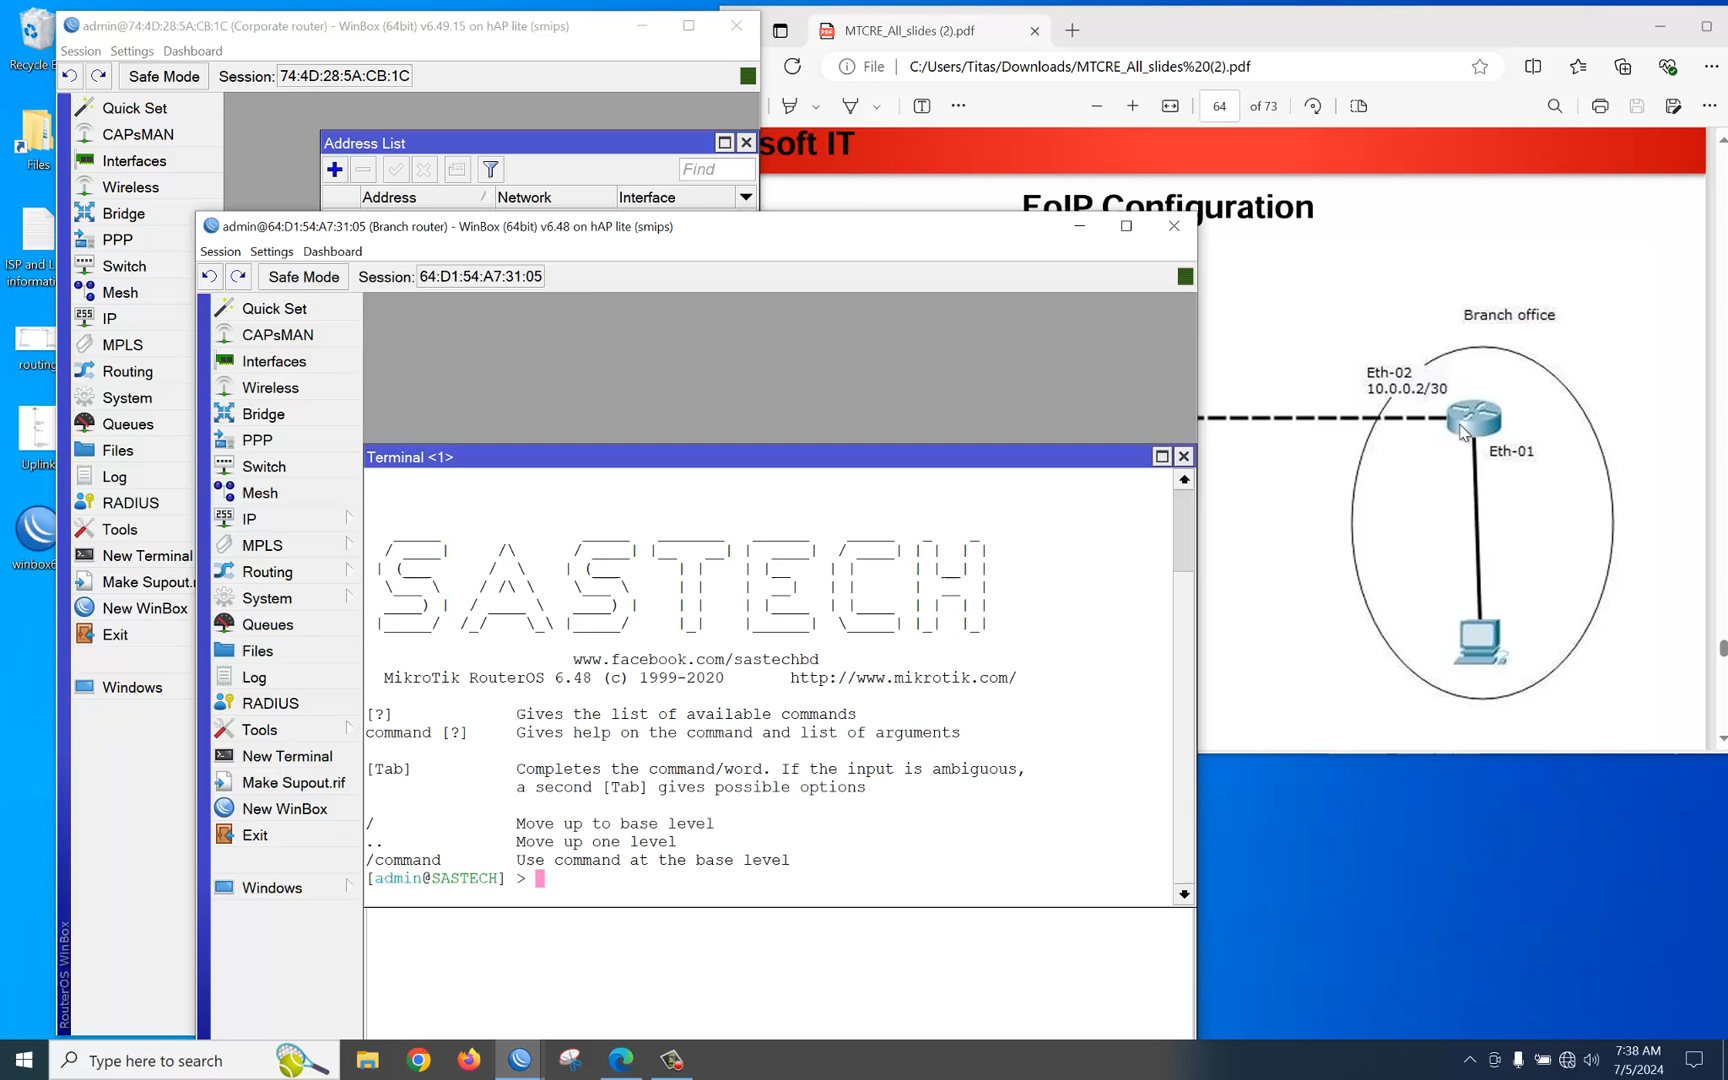 Recycle B
Files
ISP and L
informati
routing
Uplink
winbox6
admin@74:4D:28:5A:CB:1C (Corporate router) - WinBox (64bit) v6.49.15 on hAP lite (smips)
Session Settings Dashboard
Safe Mode Session: 74:4D:28:5A:CB:1C
Quick Set
CAPsMAN
Interfaces
Wireless
Bridge
PPP
Switch
Mesh
IP
MPLS
Routing
System
Queues
Files
Log
RADIUS
Tools
New Terminal
Make Supout.r
New WinBox
Exit
Windows
RouterOS WinBox
Address List
Find
Address Network Interface
MTCRE_All_slides (2).pdf
File C:/Users/Titas/Downloads/MTCRE_All_slides%20(2).pdf
64 of 73
soft IT
EoIP Configuration
Branch office
Eth-02
10.0.0.2/30
Eth-01
admin@64:D1:54:A7:31:05 (Branch router) - WinBox (64bit) v6.48 on hAP lite (smips)
Session Settings Dashboard
Safe Mode Session: 64:D1:54:A7:31:05
Quick Set
CAPsMAN
Interfaces
Wireless
Bridge
PPP
Switch
Mesh
IP
MPLS
Routing
System
Queues
Files
Log
RADIUS
Tools
New Terminal
Make Supout.rif
New WinBox
Exit
Windows
Terminal <1>
SASTECH
www.facebook.com/sastechbd
MikroTik RouterOS 6.48 (c) 1999-2020 http://www.mikrotik.com/
[?] Gives the list of available commands
command [?] Gives help on the command and list of arguments
[Tab] Completes the command/word. If the input is ambiguous,
a second [Tab] gives possible options
/ Move up to base level
.. Move up one level
/command Use command at the base level
[admin@SASTECH] >
Type here to search
7:38 AM
7/5/2024